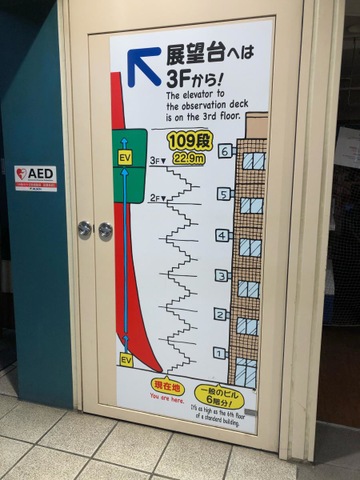 展望台へは
3Fから!
The elevator to
the observation deck
is on the 3rd floor.
109段
22.9m
EV
3F▼
2F▼
6
5
4
3
2
1
EV
現在地
You are here.
一般のビル
6階分!
It's as high as the 6th floor
of a standard building.
AED